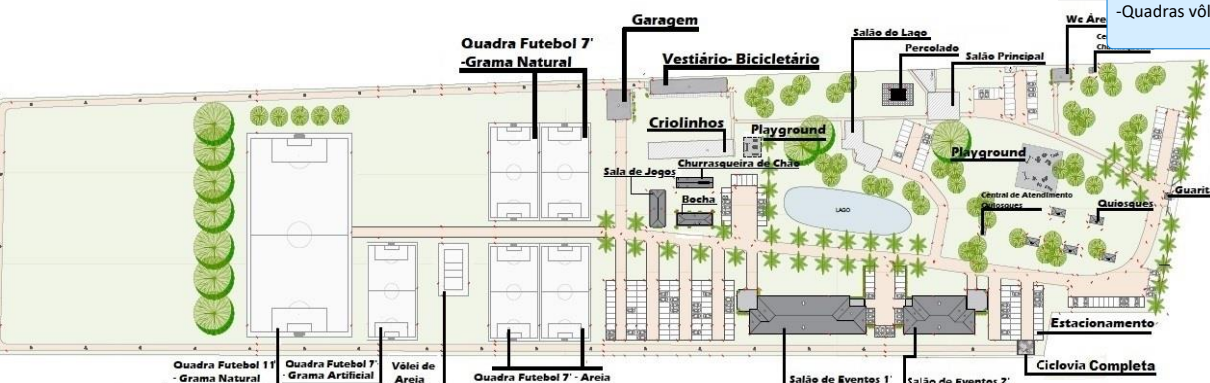 -Quadras vôl
Garagem
Wc Áre
Salão do Lago
Quadra Futebol 7'
-Grama Natural
Percolado
Salão Principal
Vestiário- Bicicletário
Criolinhos
Playground
Playground
Churrasqueira de Chão
Sala de Jogos
Central de Atendimento
Quiosques
Guarit
Bocha
Quiosques
LAGO
Estacionamento
Quadra Futebol 11'
- Grama Natural
Quadra Futebol 7'
- Grama Artificial
Vôlei de
Areia
Quadra Futebol 7' - Areia
Salão de Eventos 1'
Salão de Eventos 2'
Ciclovia Completa